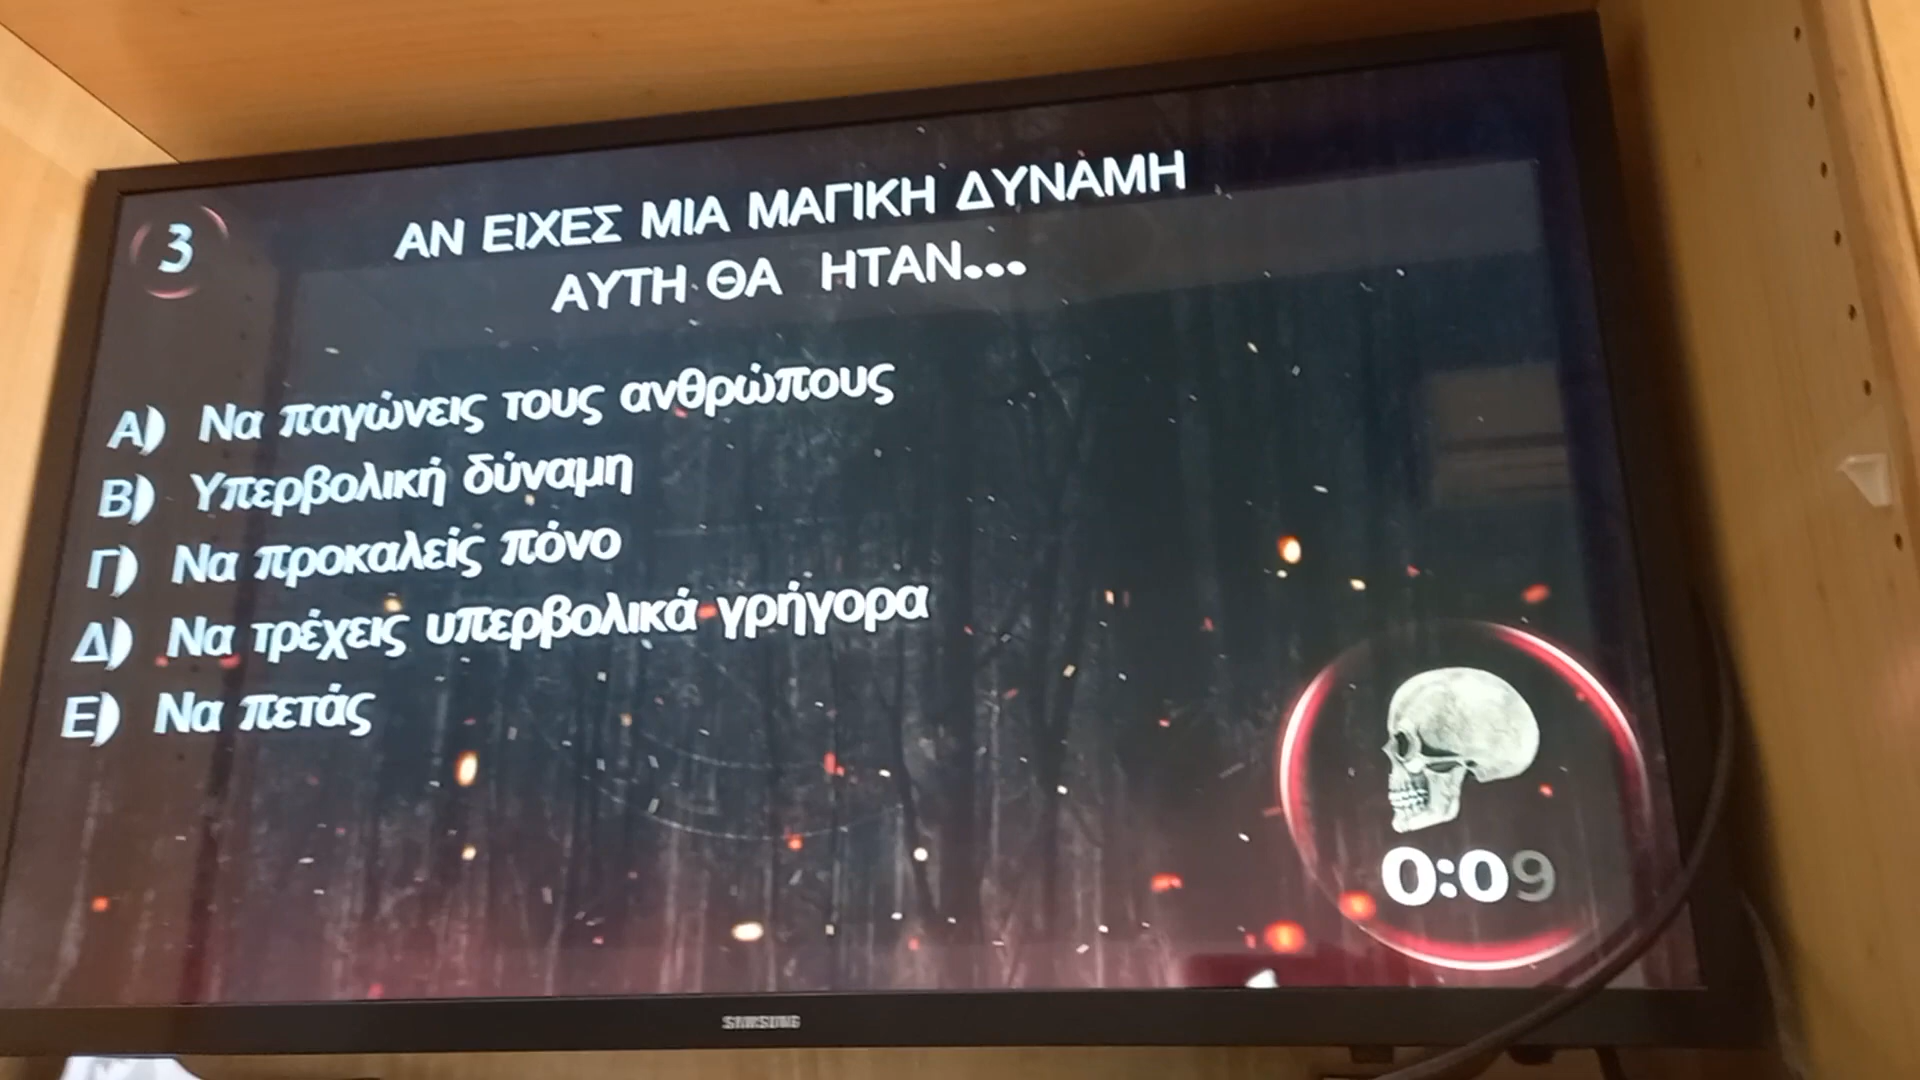 3
ΑΝ ΕΙΧΕΣ ΜΙΑ ΜΑΓΙΚΗ ΔΥΝΑΜΗ
ΑΥΤΗ ΘΑ ΗΤΑΝ...
Α) Να παγώνεις τους ανθρώπους
Β) Υπερβολική δύναμη
Γ) Να προκαλείς πόνο
Δ) Να τρέχεις υπερβολικά γρήγορα
Ε) Να πετάς
0:09
SAMSUNG